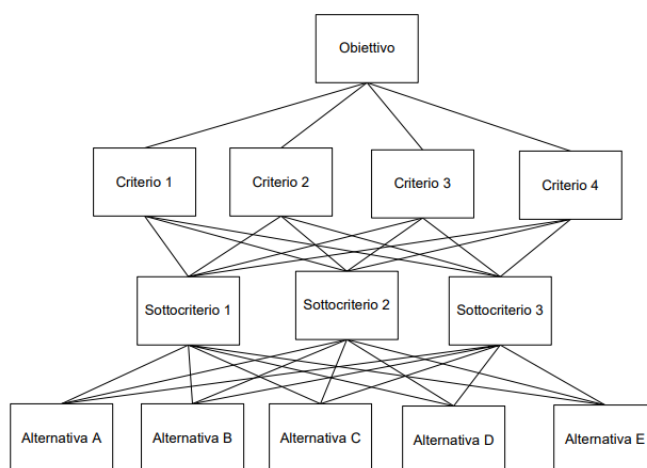 Obiettivo
Criterio 1
Criterio 2
Criterio 3
Criterio 4
Sottocriterio 1
Sottocriterio 2
Sottocriterio 3
Alternativa A
Alternativa B
Alternativa C
Alternativa D
Alternativa E